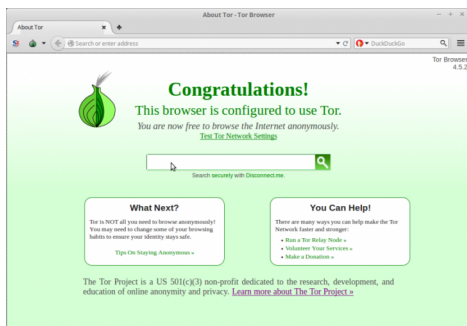 About Tor - Tor Browser
About Tor
Search or enter address
DuckDuckGo
Tor Browser
4.5.2
Congratulations!
This browser is configured to use Tor.
You are now free to browse the Internet anonymously.
Test Tor Network Settings
Search securely with Disconnect.me.
What Next?
Tor is NOT all you need to browse anonymously!
You may need to change some of your browsing
habits to ensure your identity stays safe.
Tips On Staying Anonymous »
You Can Help!
There are many ways you can help make the Tor
Network faster and stronger:
• Run a Tor Relay Node »
• Volunteer Your Services »
• Make a Donation »
The Tor Project is a US 501(c)(3) non-profit dedicated to the research, development, and
education of online anonymity and privacy. Learn more about The Tor Project »